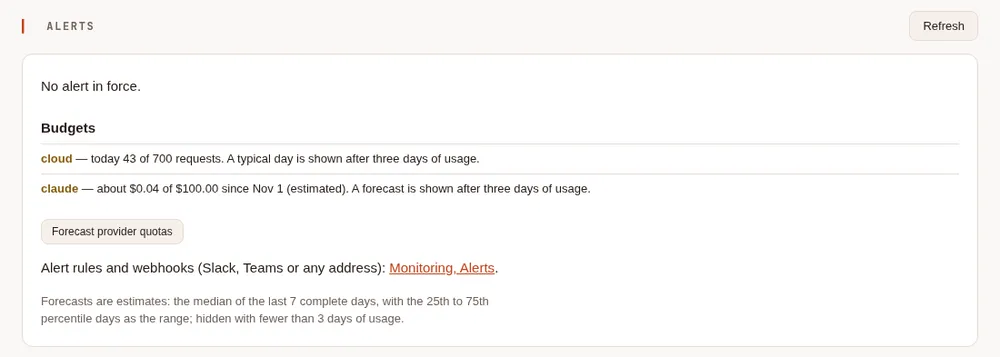 ALERTS
Refresh
No alert in force.
Budgets
cloud — today 43 of 700 requests. A typical day is shown after three days of usage.
claude — about $0.04 of $100.00 since Nov 1 (estimated). A forecast is shown after three days of usage.
Forecast provider quotas
Alert rules and webhooks (Slack, Teams or any address): Monitoring, Alerts.
Forecasts are estimates: the median of the last 7 complete days, with the 25th to 75th
percentile days as the range; hidden with fewer than 3 days of usage.